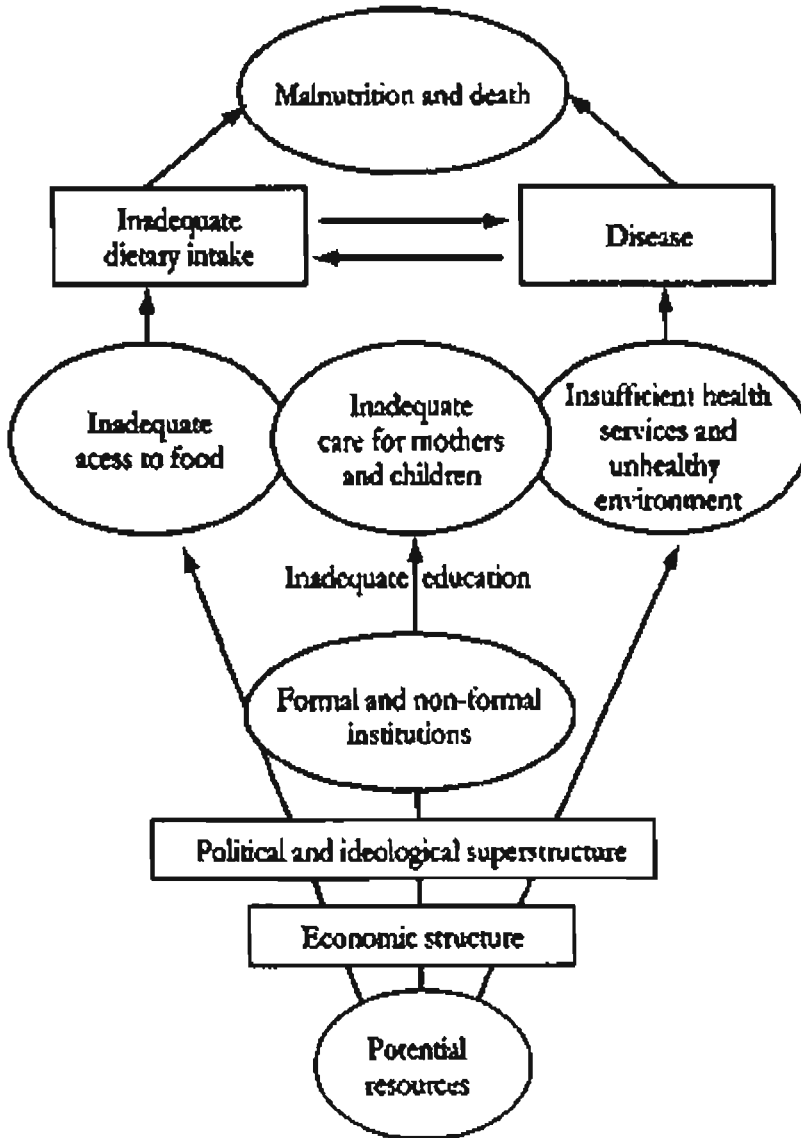 Malnutrition and death
Inadequate
dietary intake
Disease
Inadequate
acess to food
Inadequate
care for mothers
and children
Insufficient health
services and
unhealthy
environment
Inadequate education
Formal and non-formal
institutions
Political and ideological superstructure
Economic structure
Potential
resources